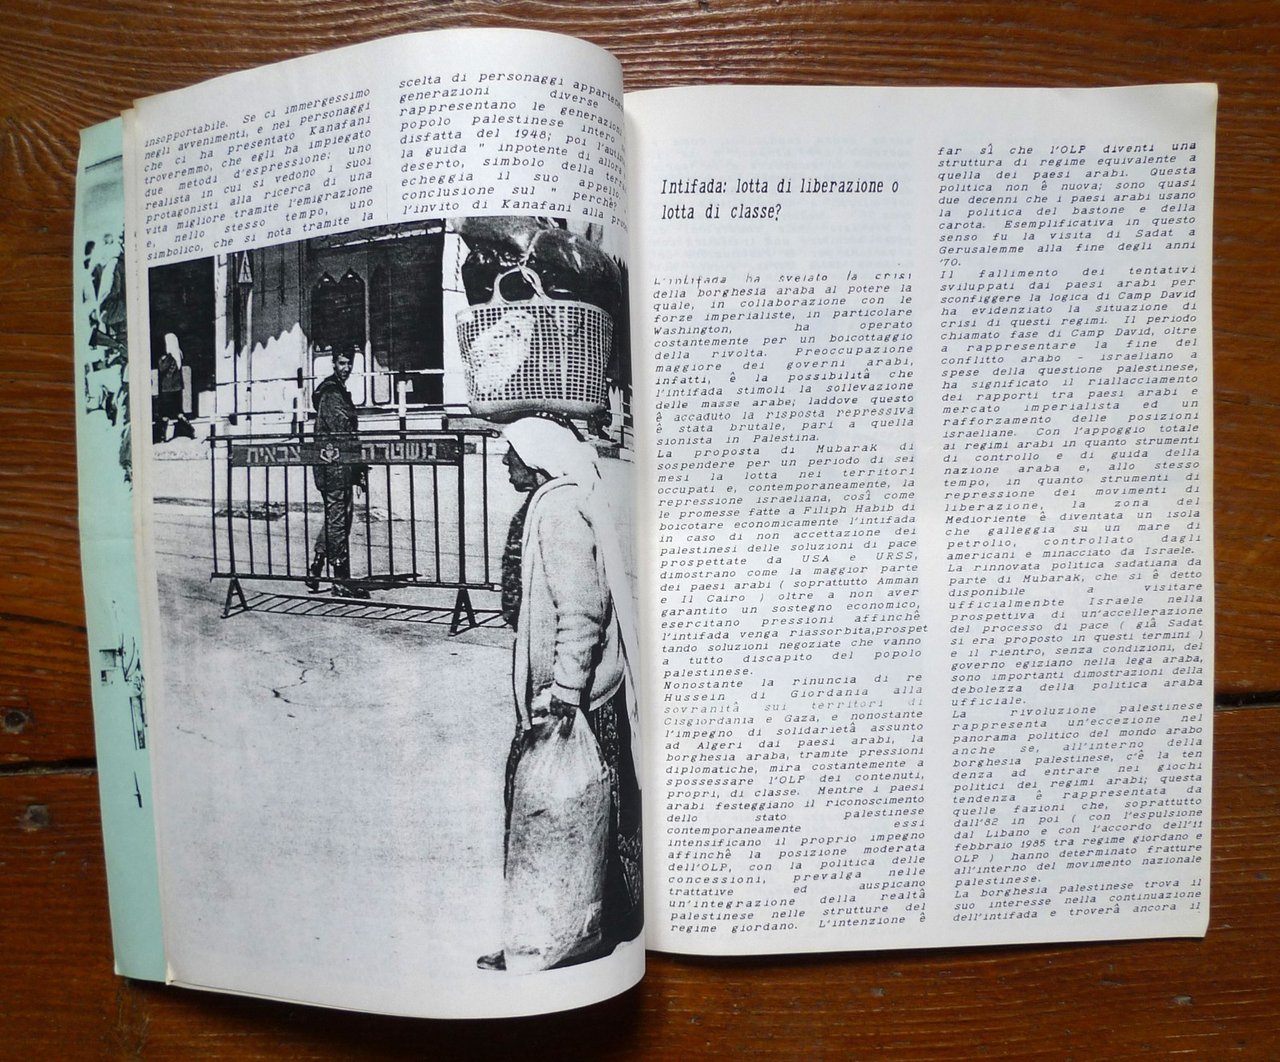 insopportabile. Se ci immergessimo
negli avvenimenti, e nei personaggi
che ci ha presentato Kanafani
troveremmo, che egli ha impiegato
due metodi d'espressione: uno
realista in cui si vedono i suoi
protagonisti alla ricerca di una
vita migliore tramite l'emigrazione
e, nello stesso tempo, uno
simbolico, che si nota tramite la
scelta di personaggi
generazioni diverse
rappresentano le generazioni
popolo palestinese intero
disfatta del 1948; poi
la guida " inpotente di allora
deserto, simbolo della
echeggia il suo appello
conclusione sul " perchè
l'invito di Kanafani alla
משטרה צבאית
Intifada: lotta di liberazione o
lotta di classe?
L'intifada ha svelato la crisi
della borghesia araba al potere la
quale, in collaborazione con le
forze imperialiste, in particolare
Washington, ha operato
costantemente per un boicottaggio
della rivolta. Preoccupazione
maggiore dei governi arabi,
infatti, ê la possibilitâ che
l'intifada stimoli la sollevazione
delle masse arabe; laddove questo
ê accaduto la risposta repressiva
ê stata brutale, pari a quella
sionista in Palestina.
La proposta di Mubarak di
sospendere per un periodo di sei
mesi la lotta nei territori
occupati e, contemporaneamente, la
repressione israeliana, cosî come
le promesse fatte a Filiph Habib di
boicotare economicamente l'intifada
in caso di non accettazione dei
palestinesi delle soluzioni di pace
prospettate da USA e URSS,
dimostrano come la maggior parte
dei paesi arabi ( soprattutto Amman
e Il Cairo ) oltre a non aver
garantito un sostegno economico,
esercitano pressioni affinchê
l'intifada venga riassorbita,prospet
tando soluzioni negoziate che vanno
a tutto discapito del popolo
palestinese.
Nonostante la rinuncia di re
Hussein di Giordania alla
sovranitâ sui territori di
Cisgiordania e Gaza, e nonostante
l'impegno di solidarietâ assunto
ad Algeri dai paesi arabi, la
borghesia araba, tramite pressioni
diplomatiche, mira costantemente a
spossessare l'OLP dei contenuti,
propri, di classe. Mentre i paesi
arabi festeggiano il riconoscimento
dello stato palestinese
contemporaneamente essi
intensificano il proprio impegno
affinchê la posizione moderata
dell'OLP, con la politica delle
concessioni, prevalga nelle
trattative ed auspicano
un'integrazione della realtâ
palestinese nelle strutture del
regime giordano. L'intenzione ê
far sî che l'OLP diventi una
struttura di regime equivalente a
quella dei paesi arabi. Questa
politica non ê nuova; sono quasi
due decenni che i paesi arabi usano
la politica del bastone e della
carota. Esemplificativa in questo
senso fu la visita di Sadat a
Gerusalemme alla fine degli anni
'70.
Il fallimento dei tentativi
sviluppati dai paesi arabi per
sconfiggere la logica di Camp David
ha evidenziato la situazione di
crisi di questi regimi. Il periodo
chiamato fase di Camp David, oltre
a rappresentare la fine del
conflitto arabo - israeliano a
spese della questione palestinese,
ha significato il riallacciamento
dei rapporti tra paesi arabi e
mercato imperialista ed un
rafforzamento delle posizioni
israeliane. Con l'appoggio totale
ai regimi arabi in quanto strumenti
di controllo e di guida della
nazione araba e, allo stesso
tempo, in quanto strumenti di
repressione dei movimenti di
liberazione, la zona del
Medioriente ê diventata un isola
che galleggia su un mare di
petrolio, controllato dagli
americani e minacciato da Israele.
La rinnovata politica sadatiana da
parte di Mubarak, che si ê detto
disponibile a visitare
ufficialmenbte Israele nella
prospettiva di un'accellerazione
del processo di pace ( giâ Sadat
si era proposto in questi termini )
e il rientro, senza condizioni, del
governo egiziano nella lega araba,
sono importanti dimostrazioni della
debolezza della politica araba
ufficiale.
La rivoluzione palestinese
rappresenta un'eccezione nel
panorama politico del mondo arabo
anche se, all'interno della
borghesia palestinese, c'ê la ten
denza ad entrare nei giochi
politici dei regimi arabi; questa
tendenza ê rappresentata da
quelle fazioni che, soprattutto
dall'82 in poi ( con l'espulsione
dal Libano e con l'accordo dell'11
febbraio 1985 tra regime giordano e
OLP ) hanno determinato fratture
all'interno del movimento nazionale
palestinese.
La borghesia palestinese trova il
suo interesse nella continuazione
dell'intifada e troverâ ancora il